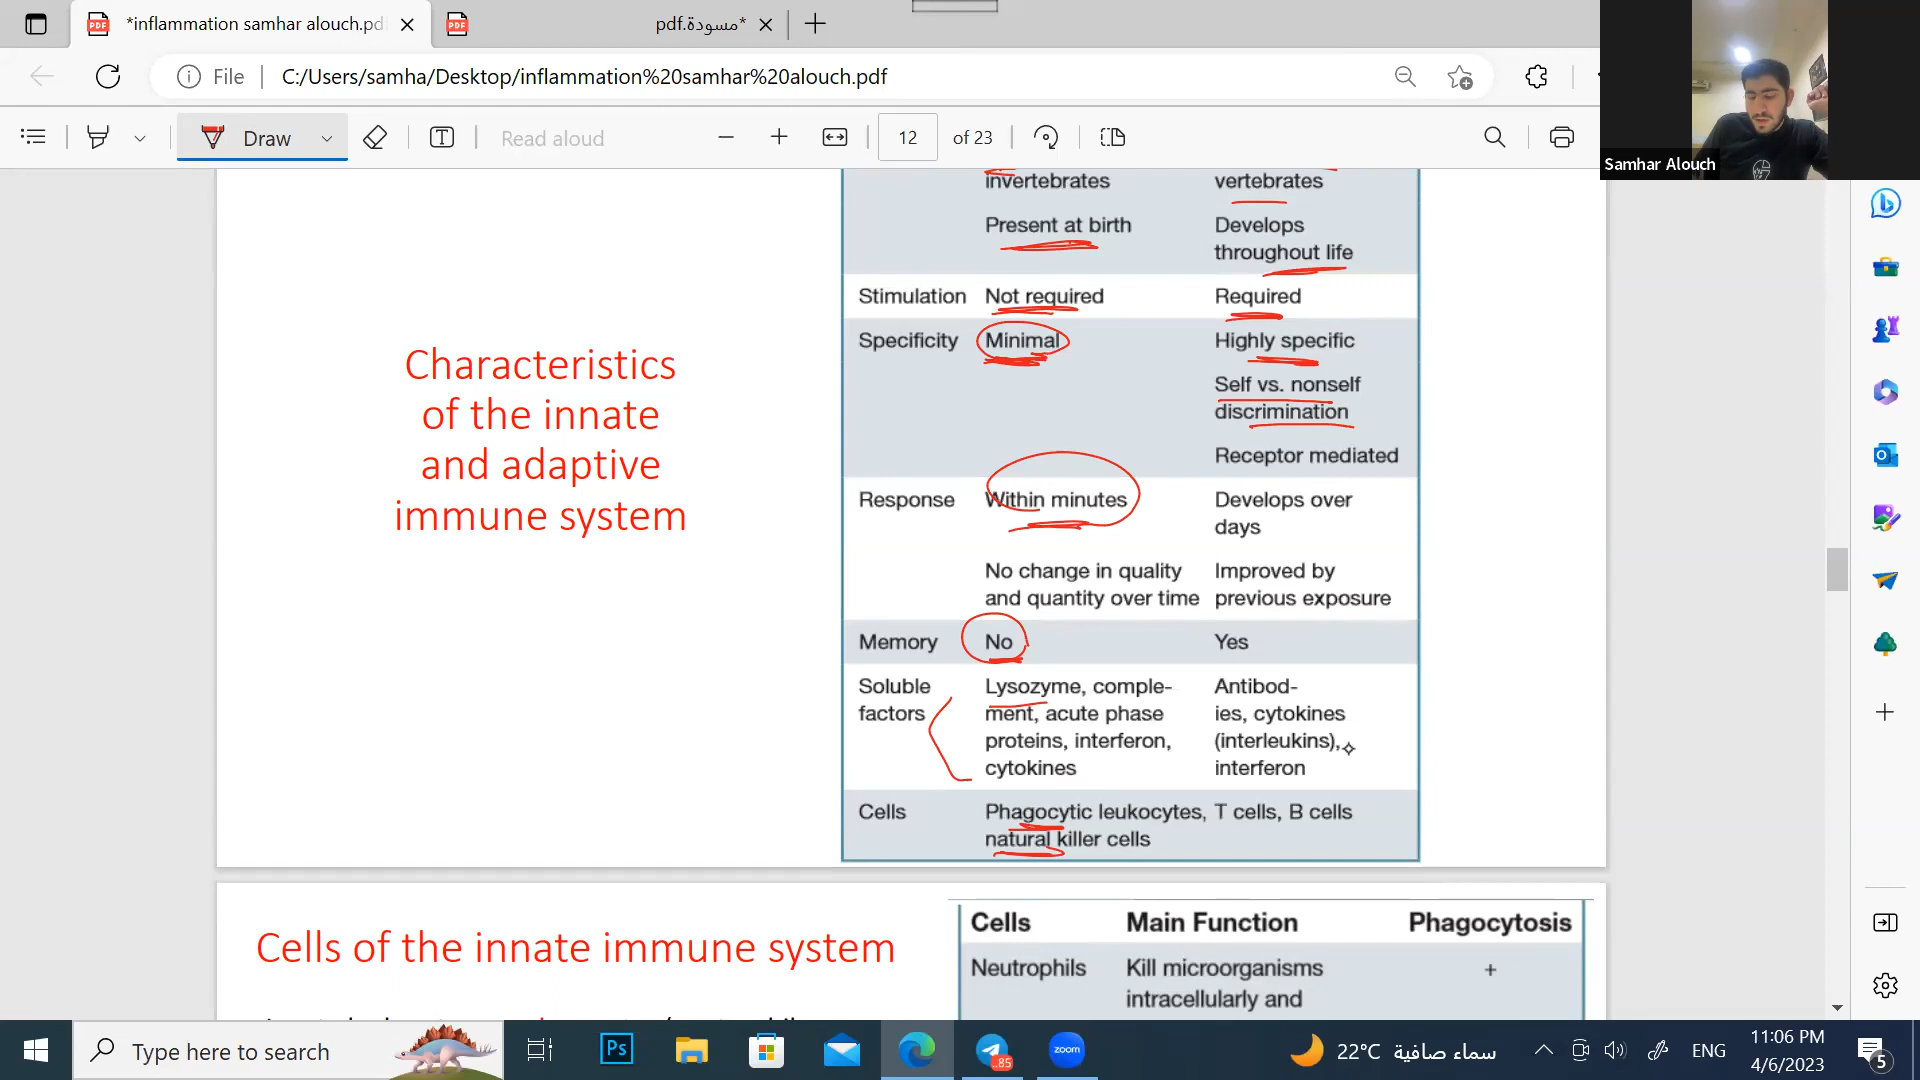 *inflammation samhar alouch.pd
*مسودة.pdf
File
C:/Users/samha/Desktop/inflammation%20samhar%20alouch.pdf
Draw
Read aloud
12
of 23
Samhar Alouch
Characteristics
of the innate
and adaptive
immune system
invertebrates
vertebrates
Present at birth
Develops
throughout life
Stimulation
Not required
Required
Specificity
Minimal
Highly specific
Self vs. nonself
discrimination
Receptor mediated
Response
Within minutes
Develops over
days
No change in quality
and quantity over time
Improved by
previous exposure
Memory
No
Yes
Soluble
factors
Lysozyme, comple-
ment, acute phase
proteins, interferon,
cytokines
Antibod-
ies, cytokines
(interleukins),
interferon
Cells
Phagocytic leukocytes,
natural killer cells
T cells, B cells
Cells of the innate immune system
Cells
Main Function
Phagocytosis
Neutrophils
Kill microorganisms
intracellularly and
+
Type here to search
Ps
..85
zoom
22°C
سماء صافية
ENG
11:06 PM
4/6/2023
5